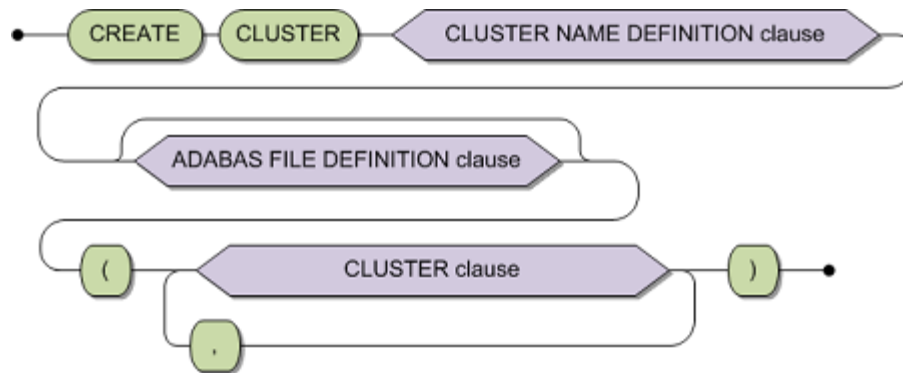 CREATE CLUSTER CLUSTER NAME DEFINITION clause
ADABAS FILE DEFINITION clause
( CLUSTER clause )
,